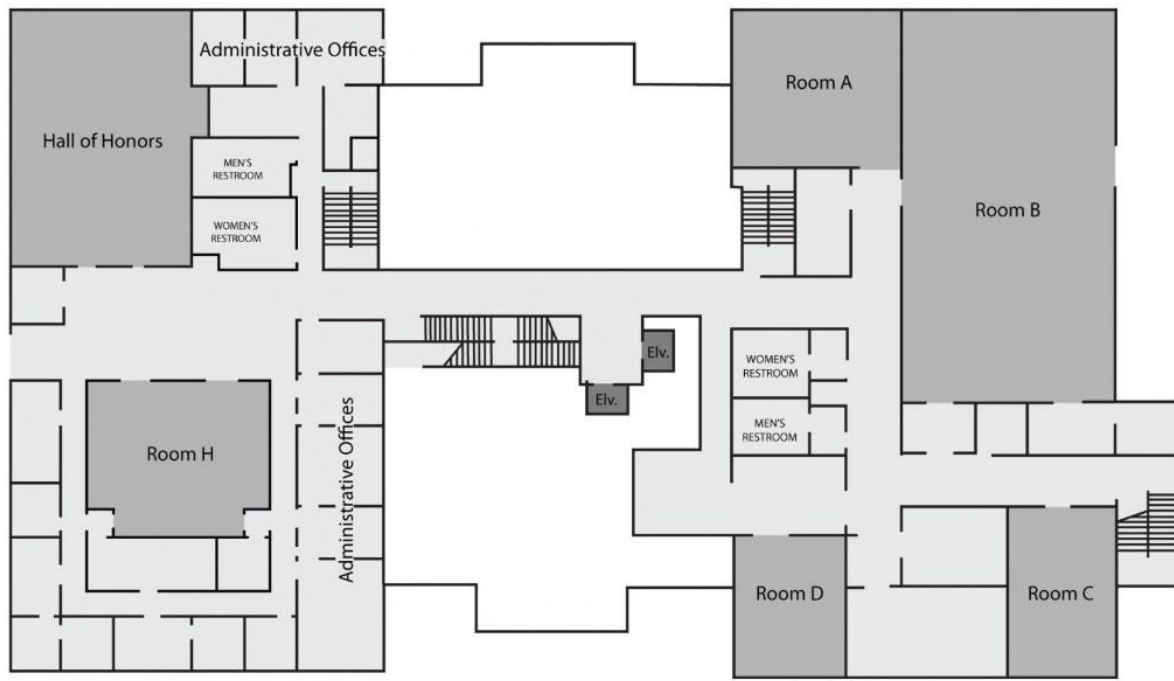 Administrative Offices
Room A
Hall of Honors
MEN'S
RESTROOM
Room B
WOMEN'S
RESTROOM
Elv.
WOMEN'S
RESTROOM
Elv.
MEN'S
RESTROOM
Room H
Administrative Offices
Room D
Room C